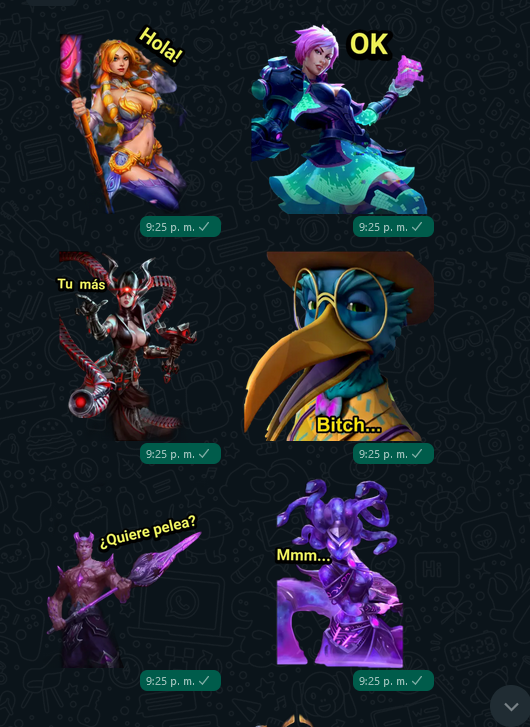 Hola!
OK
9:25 p. m.
9:25 p. m.
Tu más
Bitch...
9:25 p. m.
9:25 p. m.
¿Quiere pelea?
Mmm...
9:25 p. m.
9:25 p. m.